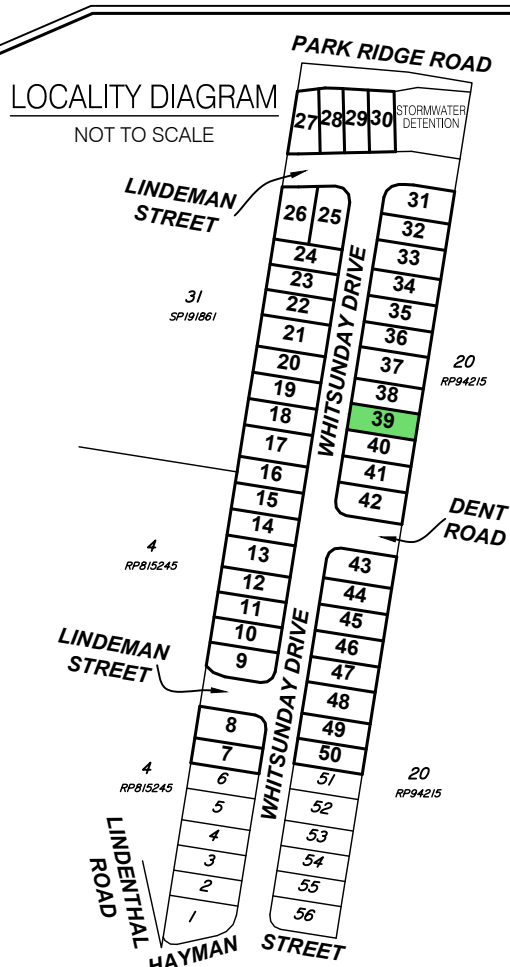 PARK RIDGE ROAD
LOCALITY DIAGRAM
NOT TO SCALE
27 28 29 30
STORMWATER
DETENTION
LINDEMAN
STREET
26 25
31
24
32
23
33
22
34
21
35
20
36
19
37
18
38
17
39
16
40
15
41
14
42
13
12
11
10
9
WHITSUNDAY DRIVE
31
SP191861
20
RP94215
DENT
ROAD
4
RP815245
43
44
45
46
47
48
49
50
LINDEMAN
STREET
WHITSUNDAY DRIVE
8
7
6
5
4
3
2
1
51
52
53
54
55
56
4
RP815245
20
RP94215
LINDENTHAL
ROAD
HAYMAN STREET